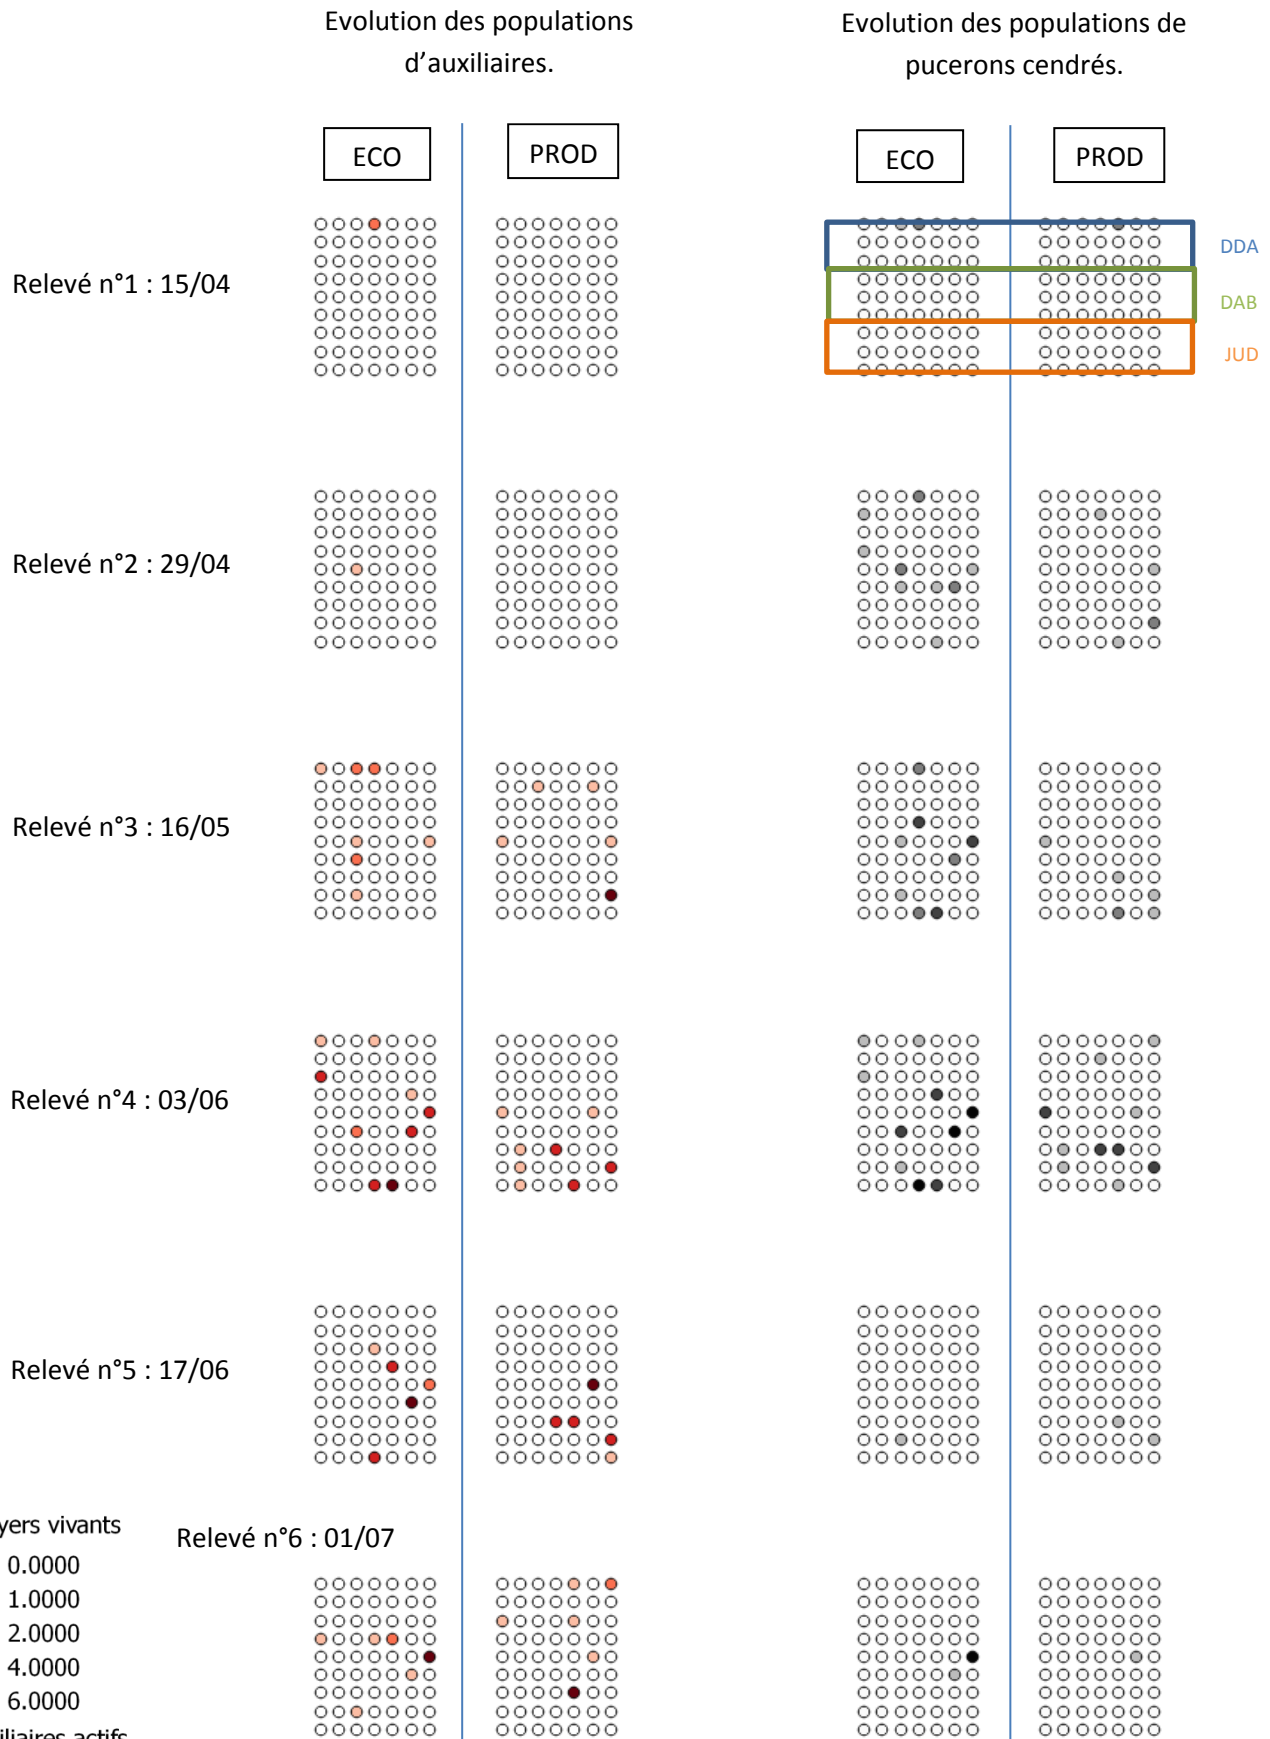 Evolution des populations
d’auxiliaires.
Evolution des populations de
pucerons cendrés.
ECO
PROD
ECO
PROD
Relevé n°1 : 15/04
DDA
DAB
JUD
Relevé n°2 : 29/04
Relevé n°3 : 16/05
Relevé n°4 : 03/06
Relevé n°5 : 17/06
Relevé n°6 : 01/07
vivants
0.0000
1.0000
2.0000
4.0000
6.0000
actifs